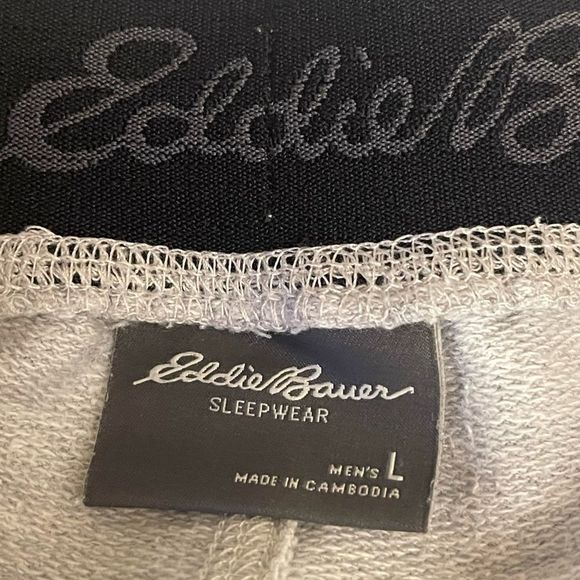 Eddie B
Eddie Bauer
SLEEPWEAR
MEN'S L
MADE IN CAMBODIA